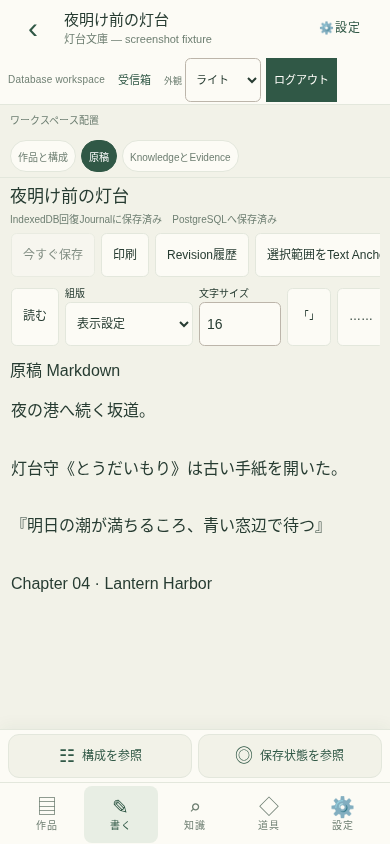 夜明け前の灯台
灯台文庫 — screenshot fixture
設定
Database workspace 受信箱 外観 ライト ログアウト
ワークスペース配置
作品と構成 原稿 KnowledgeとEvidence
夜明け前の灯台
IndexedDB回復Journalに保存済み PostgreSQLへ保存済み
今すぐ保存 印刷 Revision履歴 選択範囲をText Anch
組版 文字サイズ
読む 表示設定 16 「」 ……
原稿 Markdown
夜の港へ続く坂道。
灯台守《とうだいもり》は古い手紙を開いた。
『明日の潮が満ちるころ、青い窓辺で待つ』
Chapter 04 · Lantern Harbor
構成を参照 保存状態を参照
作品 書く 知識 道具 設定